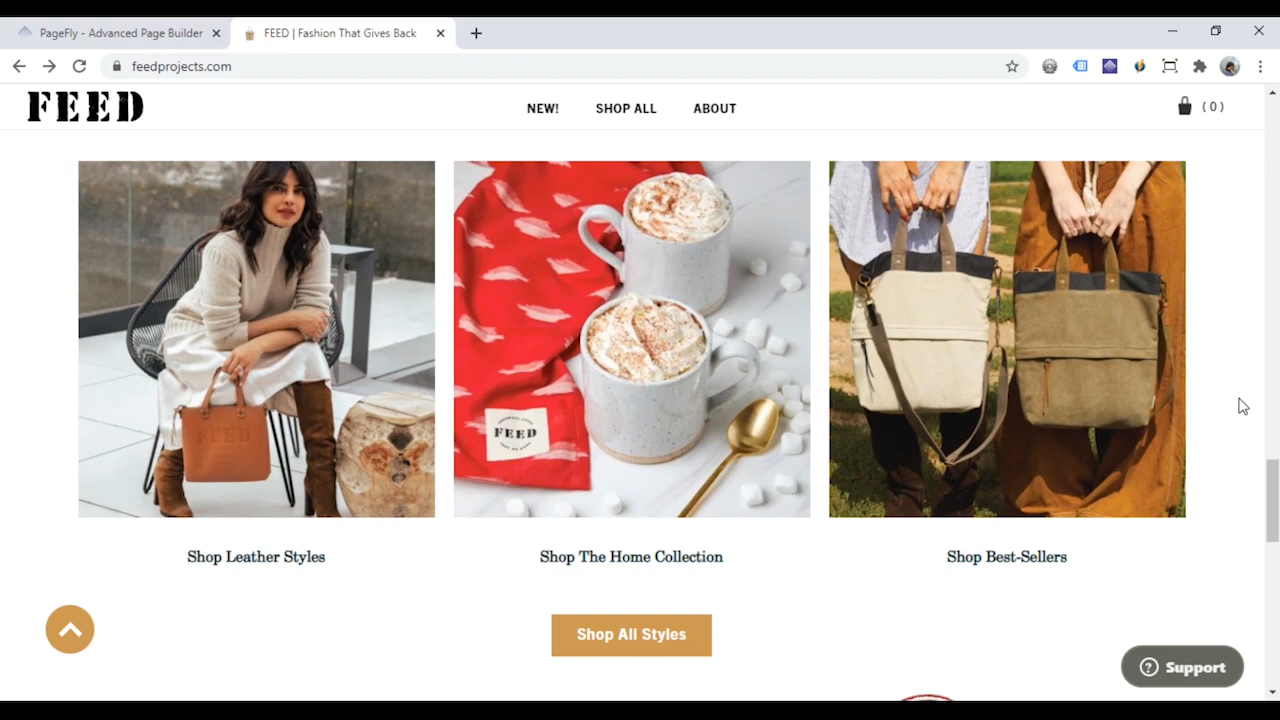 PageFly - Advanced Page Builder
FEED | Fashion That Gives Back
feedprojects.com
FEED
NEW!
SHOP ALL
ABOUT
( 0 )
FEED
FEED
Shop Leather Styles
Shop The Home Collection
Shop Best-Sellers
Shop All Styles
? Support